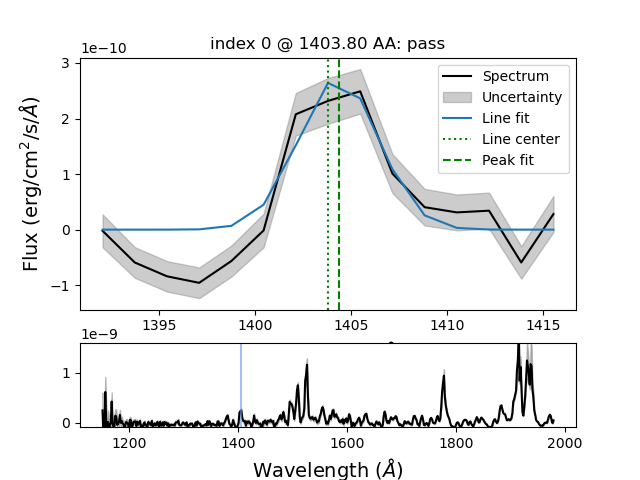 index 0 @ 1403.80 AA: pass
1e−10
3
2
1
0
−1
Flux (erg/cm²/s/Å)
Spectrum
Uncertainty
Line fit
Line center
Peak fit
1395 1400 1405 1410 1415
1e−9
1
0
1200 1400 1600 1800 2000
Wavelength (Å)